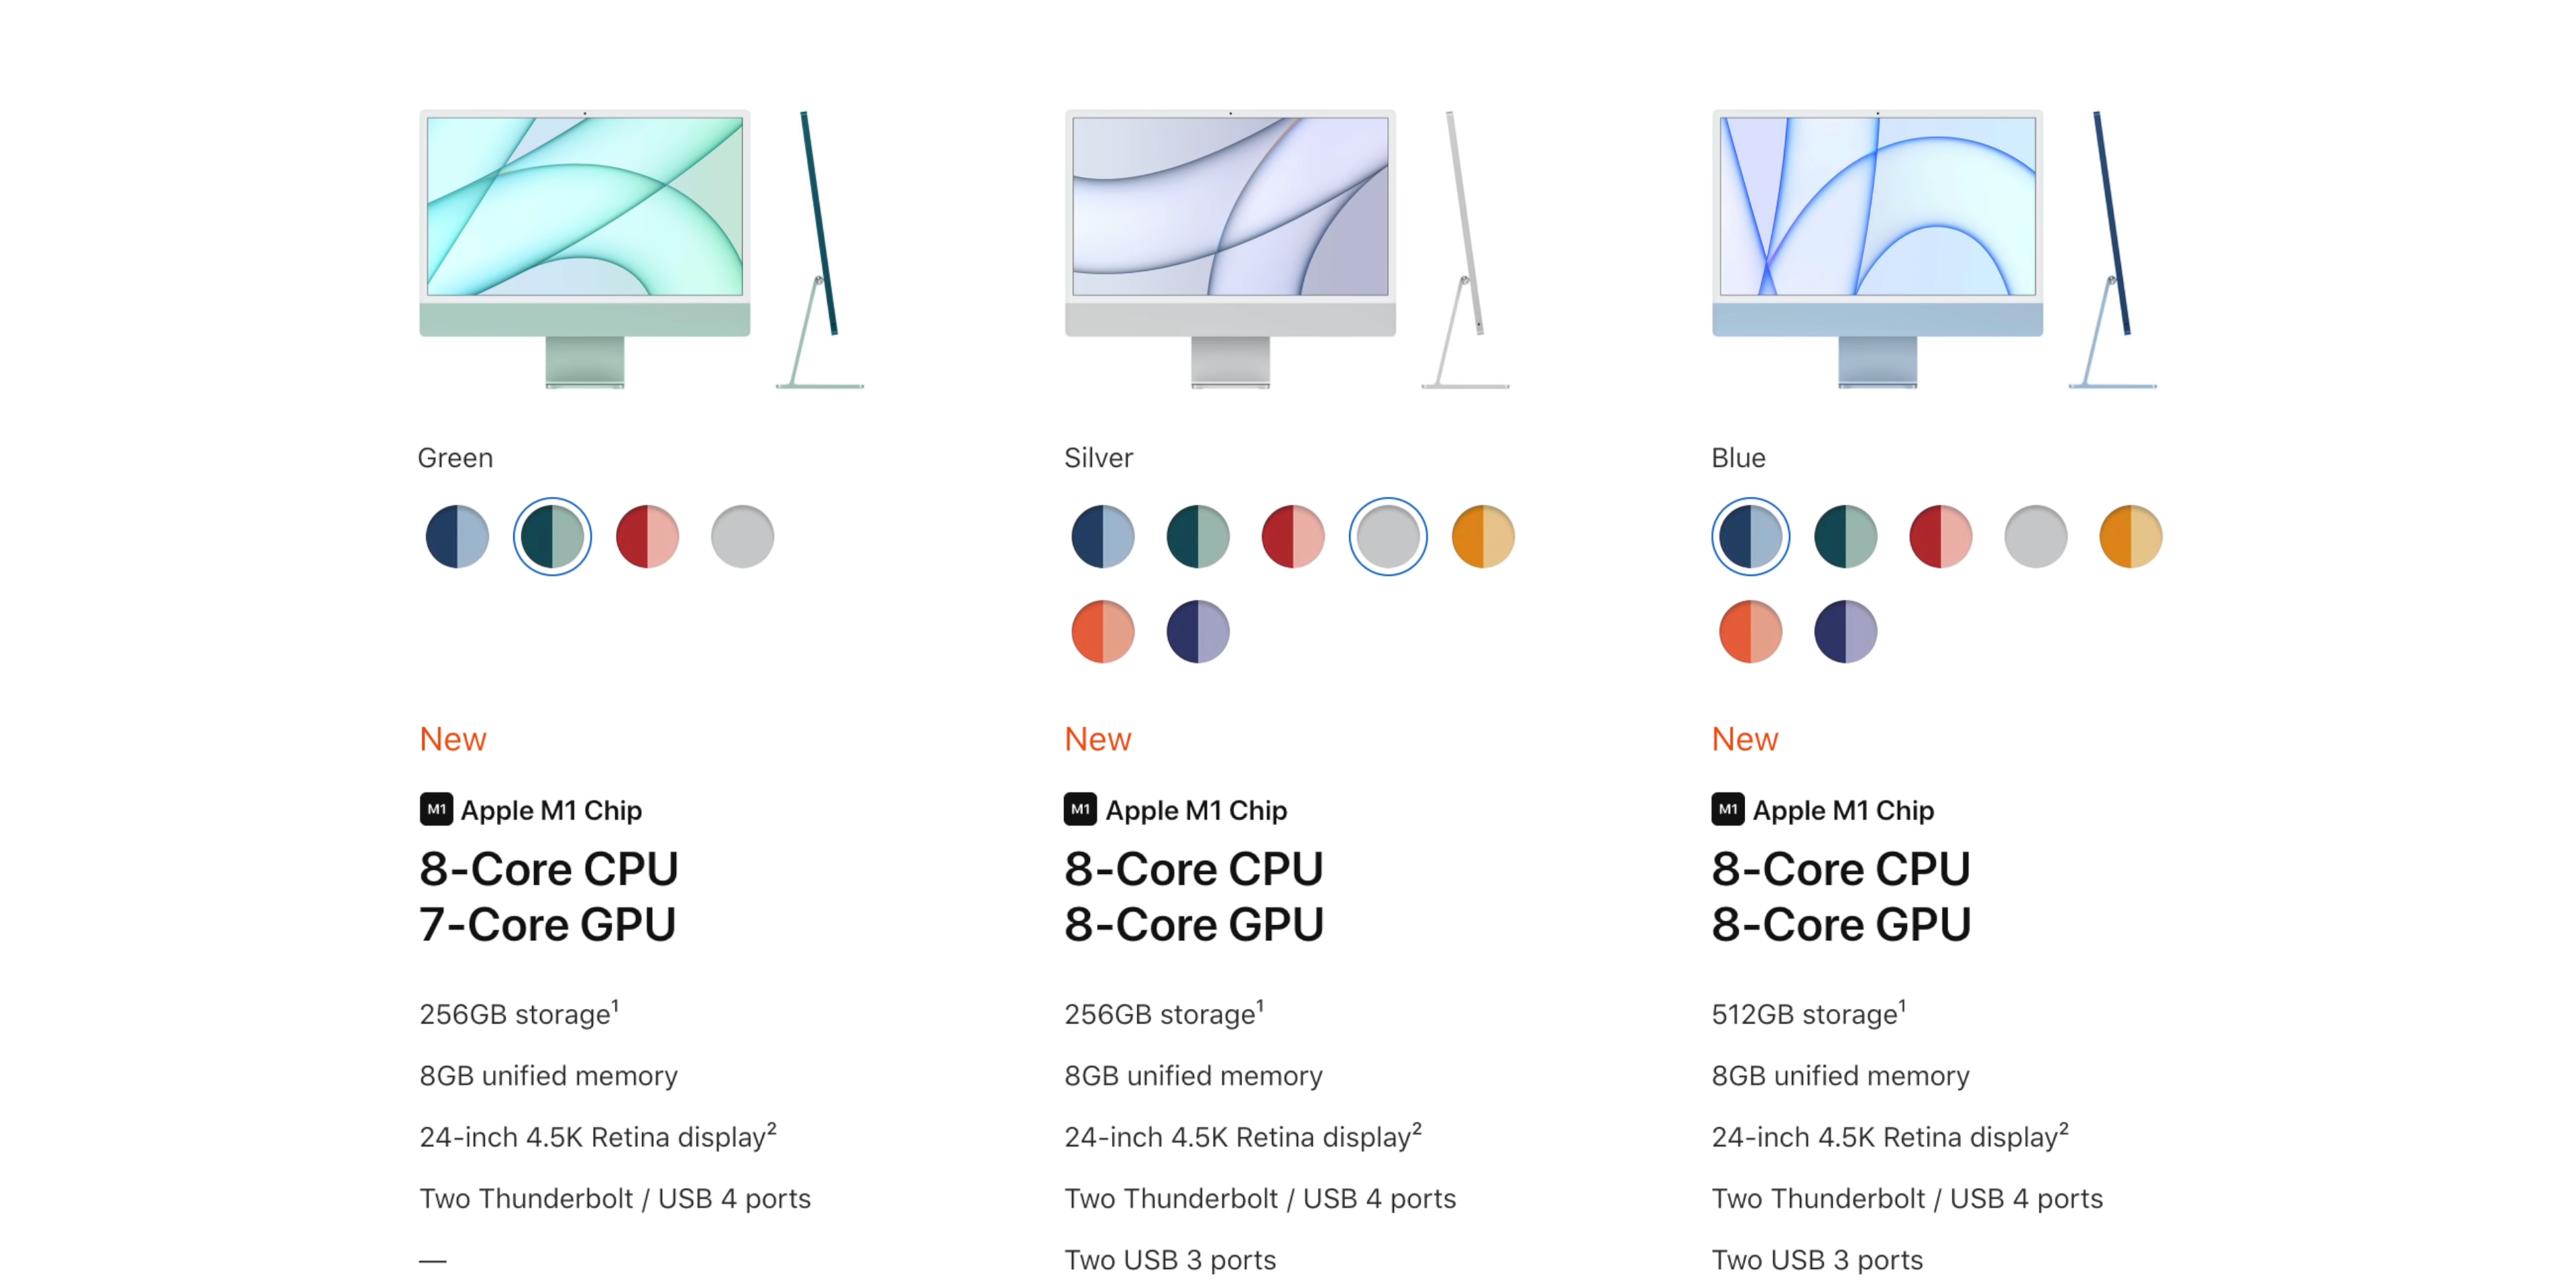 Green
New
M1 Apple M1 Chip
8-Core CPU
7-Core GPU
256GB storage¹
8GB unified memory
24-inch 4.5K Retina display²
Two Thunderbolt / USB 4 ports
—
Silver
New
M1 Apple M1 Chip
8-Core CPU
8-Core GPU
256GB storage¹
8GB unified memory
24-inch 4.5K Retina display²
Two Thunderbolt / USB 4 ports
Two USB 3 ports
Blue
New
M1 Apple M1 Chip
8-Core CPU
8-Core GPU
512GB storage¹
8GB unified memory
24-inch 4.5K Retina display²
Two Thunderbolt / USB 4 ports
Two USB 3 ports